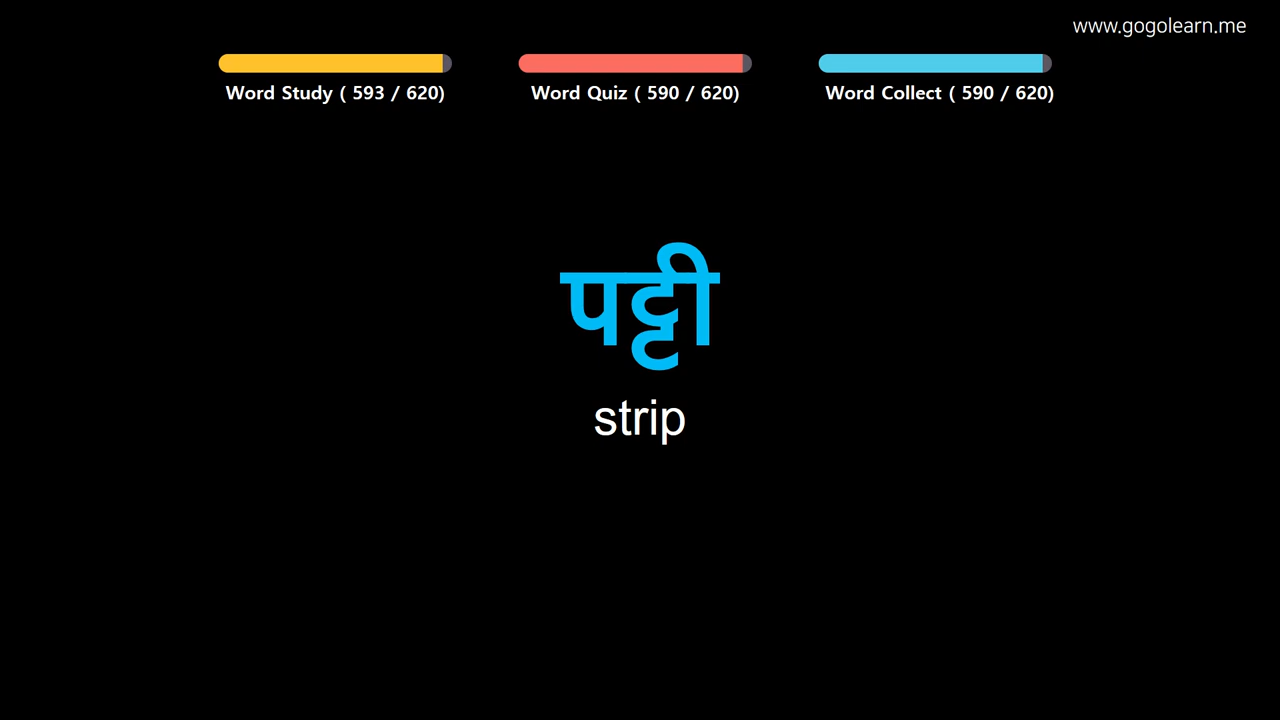 www.gogolearn.me
Word Study ( 593 / 620)
Word Quiz ( 590 / 620)
Word Collect ( 590 / 620)
पट्टी
strip